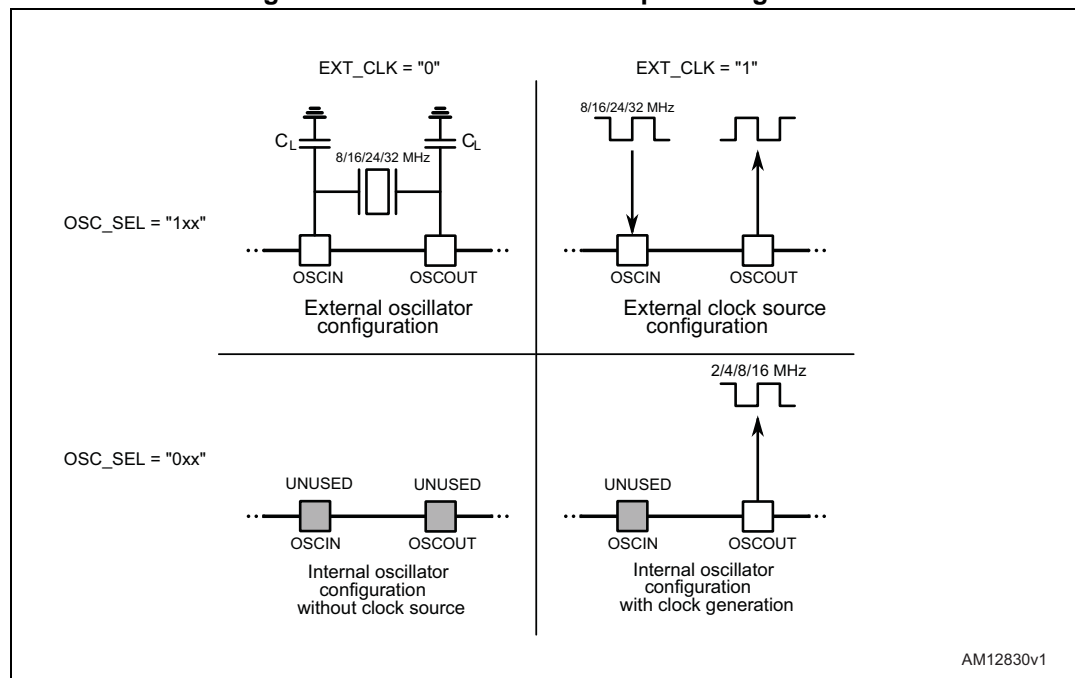 EXT_CLK = "0"
EXT_CLK = "1"
8/16/24/32 MHz
CL
CL
8/16/24/32 MHz
OSC_SEL = "1xx"
OSCIN
OSCOUT
OSCIN
OSCOUT
External oscillator
configuration
External clock source
configuration
2/4/8/16 MHz
OSC_SEL = "0xx"
UNUSED
UNUSED
UNUSED
OSCIN
OSCOUT
OSCIN
OSCOUT
Internal oscillator
configuration
without clock source
Internal oscillator
configuration
with clock generation
AM12830v1